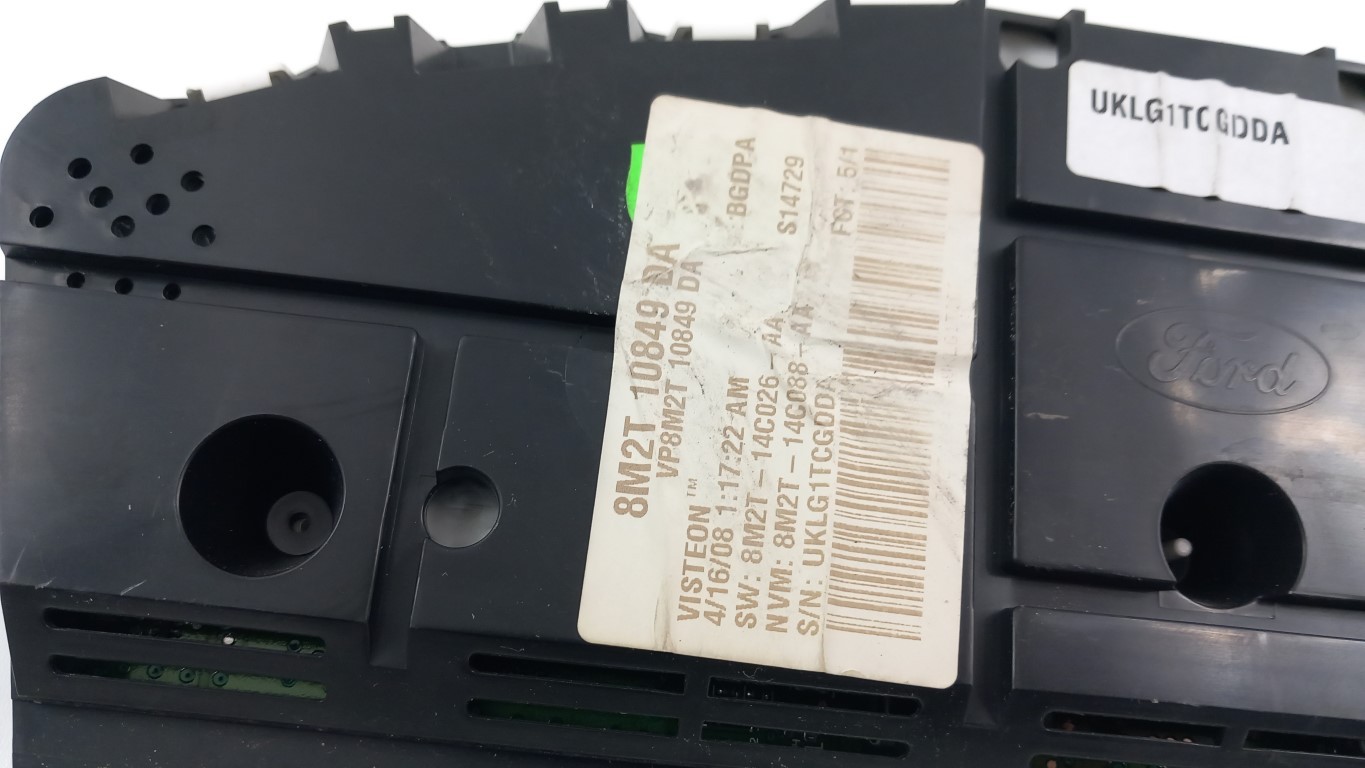 8M2T 10849 DA
VP8M2T 10849 DA
BGDPA
VISTEON™
4/16/08 1:17:22 AM
S14729
SW: 8M2T-14C026-AA
NVM: 8M2T-14C088-AA
FCT: 5/1
S/N: UKLG1TCGDDA
UKLG1TCGDDA
Ford